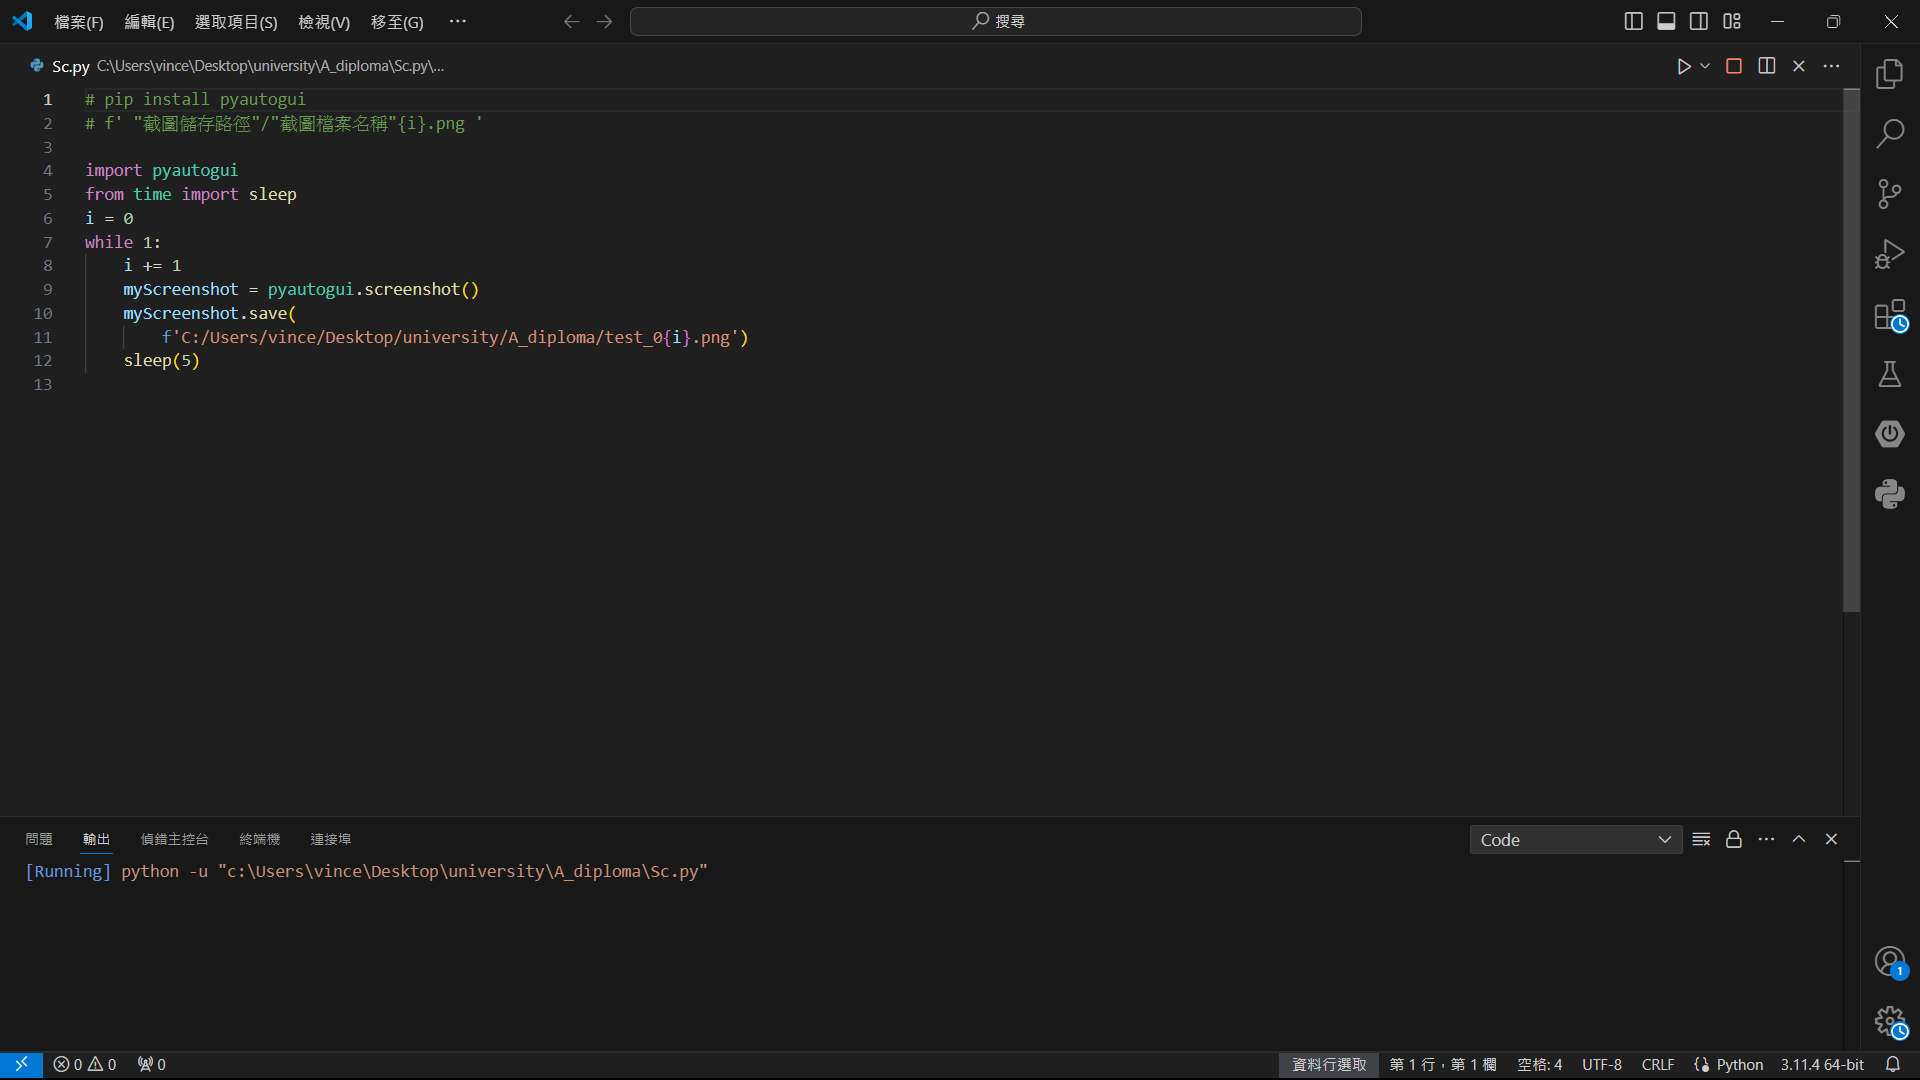 檔案(F) 編輯(E) 選取項目(S) 檢視(V) 移至(G) ··· 搜尋
Sc.py C:\Users\vince\Desktop\university\A_diploma\Sc.py\...
1 # pip install pyautogui
2 # f' "截圖儲存路徑"/"截圖檔案名稱"{i}.png '
3
4 import pyautogui
5 from time import sleep
6 i = 0
7 while 1:
8 i += 1
9 myScreenshot = pyautogui.screenshot()
10 myScreenshot.save(
11 f'C:/Users/vince/Desktop/university/A_diploma/test_0{i}.png')
12 sleep(5)
13
問題 輸出 偵錯主控台 終端機 連接埠 Code
[Running] python -u "c:\Users\vince\Desktop\university\A_diploma\Sc.py"
1
0 0 0 資料行選取 第 1 行，第 1 欄 空格: 4 UTF-8 CRLF Python 3.11.4 64-bit